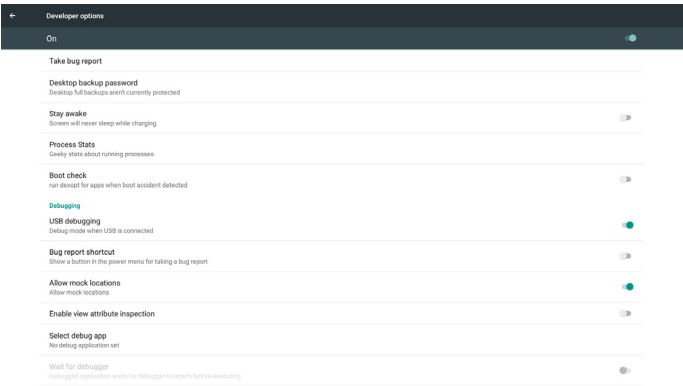 Developer options
On
Take bug report
Desktop backup password
Desktop full backups aren't currently protected
Stay awake
Screen will never sleep while charging
Process Stats
Geeky stats about running processes
Boot check
run dexopt for apps when boot accident detected
Debugging
USB debugging
Debug mode when USB is connected
Bug report shortcut
Show a button in the power menu for taking a bug report
Allow mock locations
Allow mock locations
Enable view attribute inspection
Select debug app
No debug application set
Wait for debugger
Debugged application waits for debugger to attach before executing